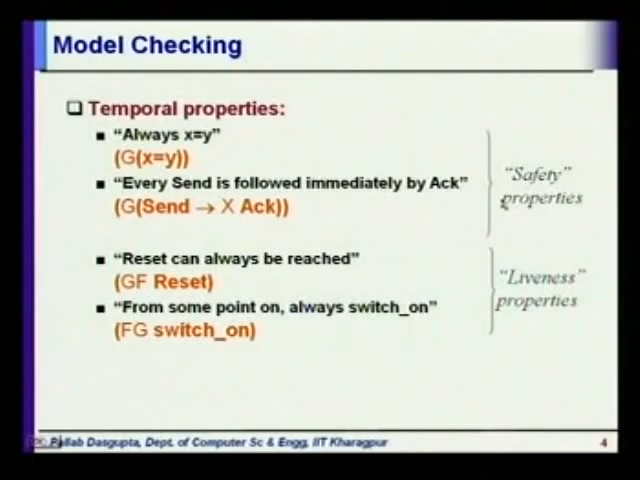 Model Checking
Temporal properties:
"Always x=y"
(G(x=y))
"Every Send is followed immediately by Ack"
(G(Send → X Ack))
"Safety"
properties
"Reset can always be reached"
(GF Reset)
"From some point on, always switch_on"
(FG switch_on)
"Liveness"
properties
Pallab Dasgupta, Dept. of Computer Sc & Engg, IIT Kharagpur
4